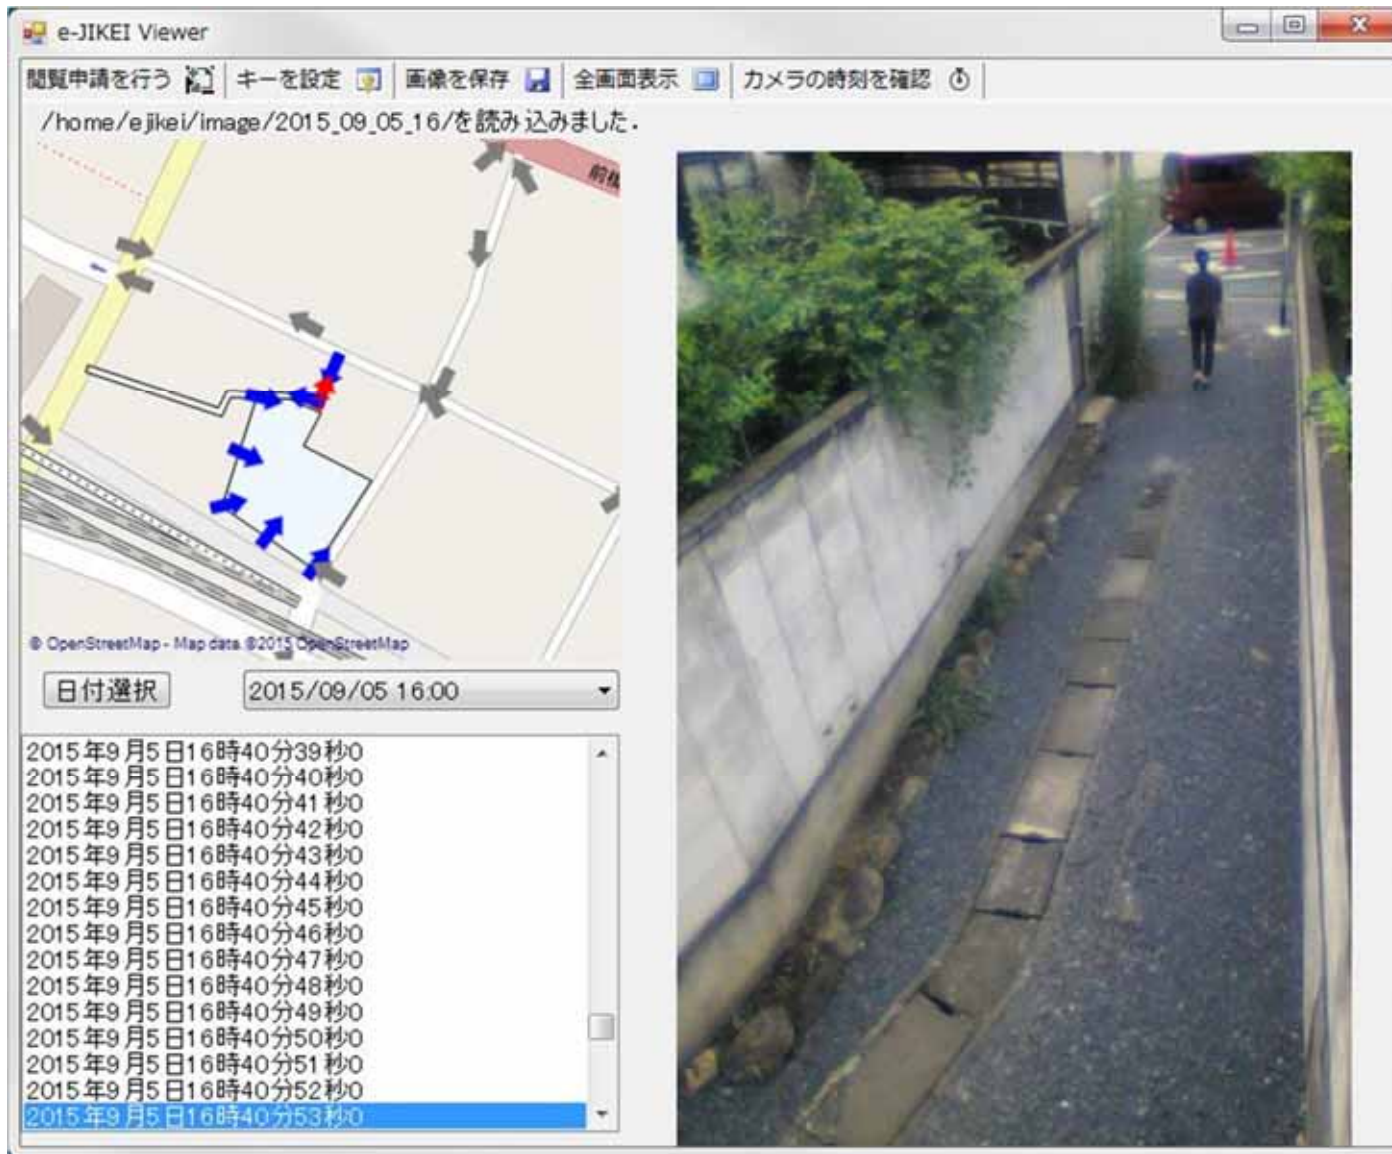 e-JIKEI Viewer
閲覧申請を行う キーを設定 画像を保存 全画面表示 カメラの時刻を確認
/home/ejikei/image/2015_09_05_16/を読み込みました.
前橋
© OpenStreetMap - Map data ©2015 OpenStreetMap
日付選択 2015/09/05 16:00
2015年9月5日16時40分39秒0
2015年9月5日16時40分40秒0
2015年9月5日16時40分41秒0
2015年9月5日16時40分42秒0
2015年9月5日16時40分43秒0
2015年9月5日16時40分44秒0
2015年9月5日16時40分45秒0
2015年9月5日16時40分46秒0
2015年9月5日16時40分47秒0
2015年9月5日16時40分48秒0
2015年9月5日16時40分49秒0
2015年9月5日16時40分50秒0
2015年9月5日16時40分51秒0
2015年9月5日16時40分52秒0
2015年9月5日16時40分53秒0